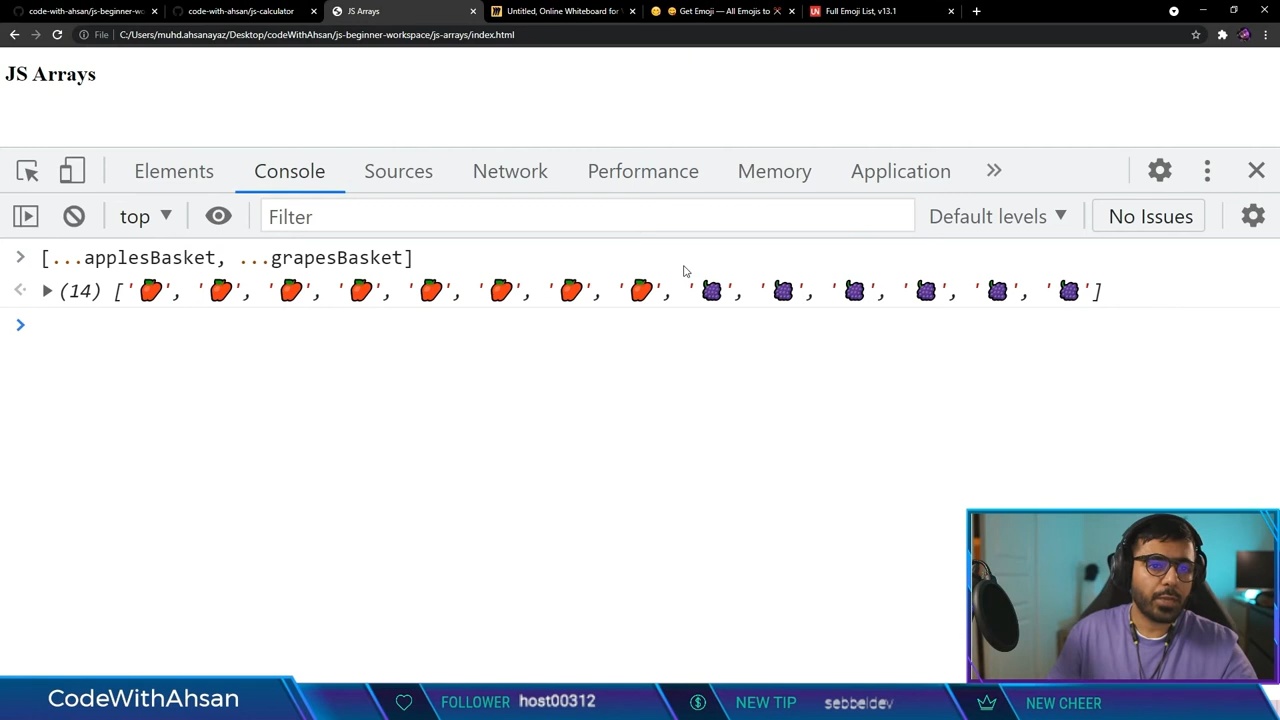 code-with-ahsan/js-beginner-wo
code-with-ahsan/js-calculator
JS Arrays
Untitled, Online Whiteboard for V
Get Emoji — All Emojis to
Full Emoji List, v13.1
File
C:/Users/muhd.ahsanayaz/Desktop/codeWithAhsan/js-beginner-workspace/js-arrays/index.html
JS Arrays
Elements Console Sources Network Performance Memory Application
top Filter Default levels No Issues
[...applesBasket, ...grapesBasket]
(14) ['🍎', '🍎', '🍎', '🍎', '🍎', '🍎', '🍎', '🍎', '🍇', '🍇', '🍇', '🍇', '🍇', '🍇']
CodeWithAhsan
FOLLOWER host00312
NEW TIP sebbeldev
NEW CHEER